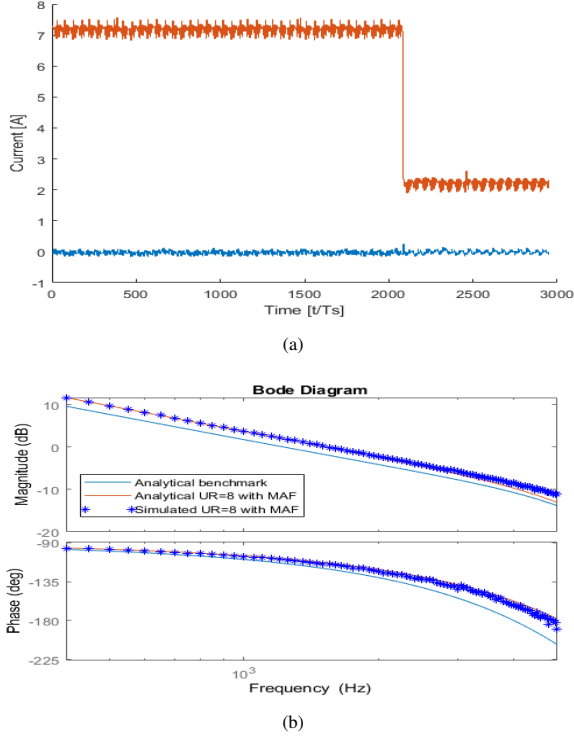 8
7
6
5
4
3
2
1
0
-1
Current [A]
0 500 1000 1500 2000 2500 3000
Time [t/Ts]
(a)
Bode Diagram
10
0
-10
-20
Magnitude (dB)
Analytical benchmark
Analytical UR=8 with MAF
Simulated UR=8 with MAF
-90
-135
-180
-225
Phase (deg)
10³
Frequency (Hz)
(b)